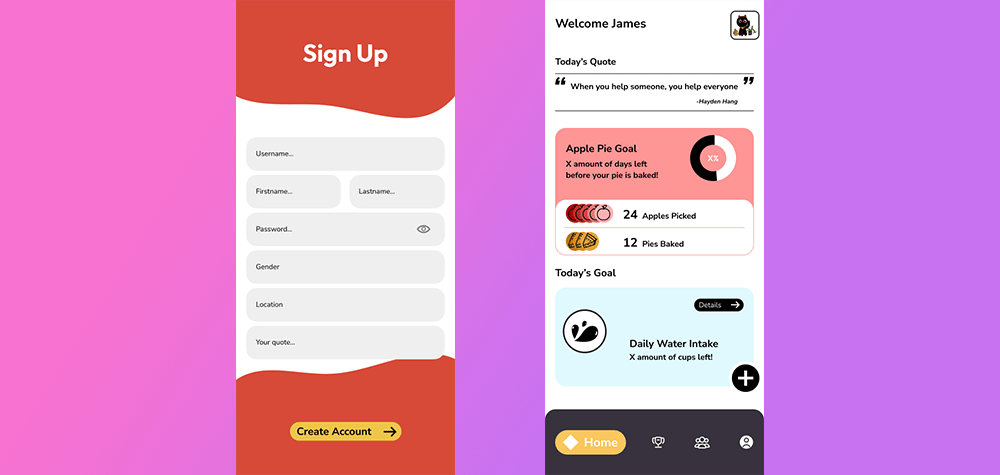 Sign Up
Username...
Firstname...
Lastname...
Password...
Gender
Location
Your quote...
Create Account
Welcome James
Today's Quote
“ When you help someone, you help everyone ”
-Hayden Hang
Apple Pie Goal
X amount of days left
before your pie is baked!
X%
24 Apples Picked
12 Pies Baked
Today's Goal
Details
Daily Water Intake
X amount of cups left!
Home